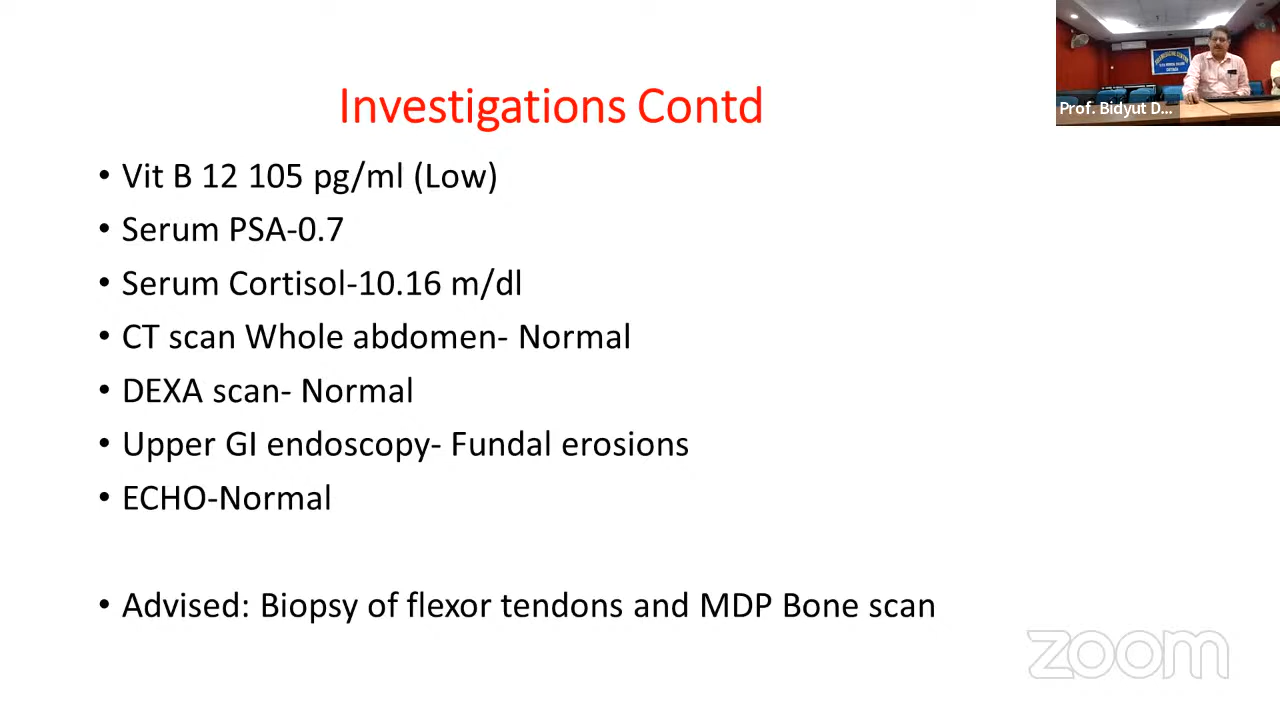 Investigations Contd
• Vit B 12 105 pg/ml (Low)
• Serum PSA-0.7
• Serum Cortisol-10.16 m/dl
• CT scan Whole abdomen- Normal
• DEXA scan- Normal
• Upper GI endoscopy- Fundal erosions
• ECHO-Normal
• Advised: Biopsy of flexor tendons and MDP Bone scan
Prof. Bidyut D...
zoom